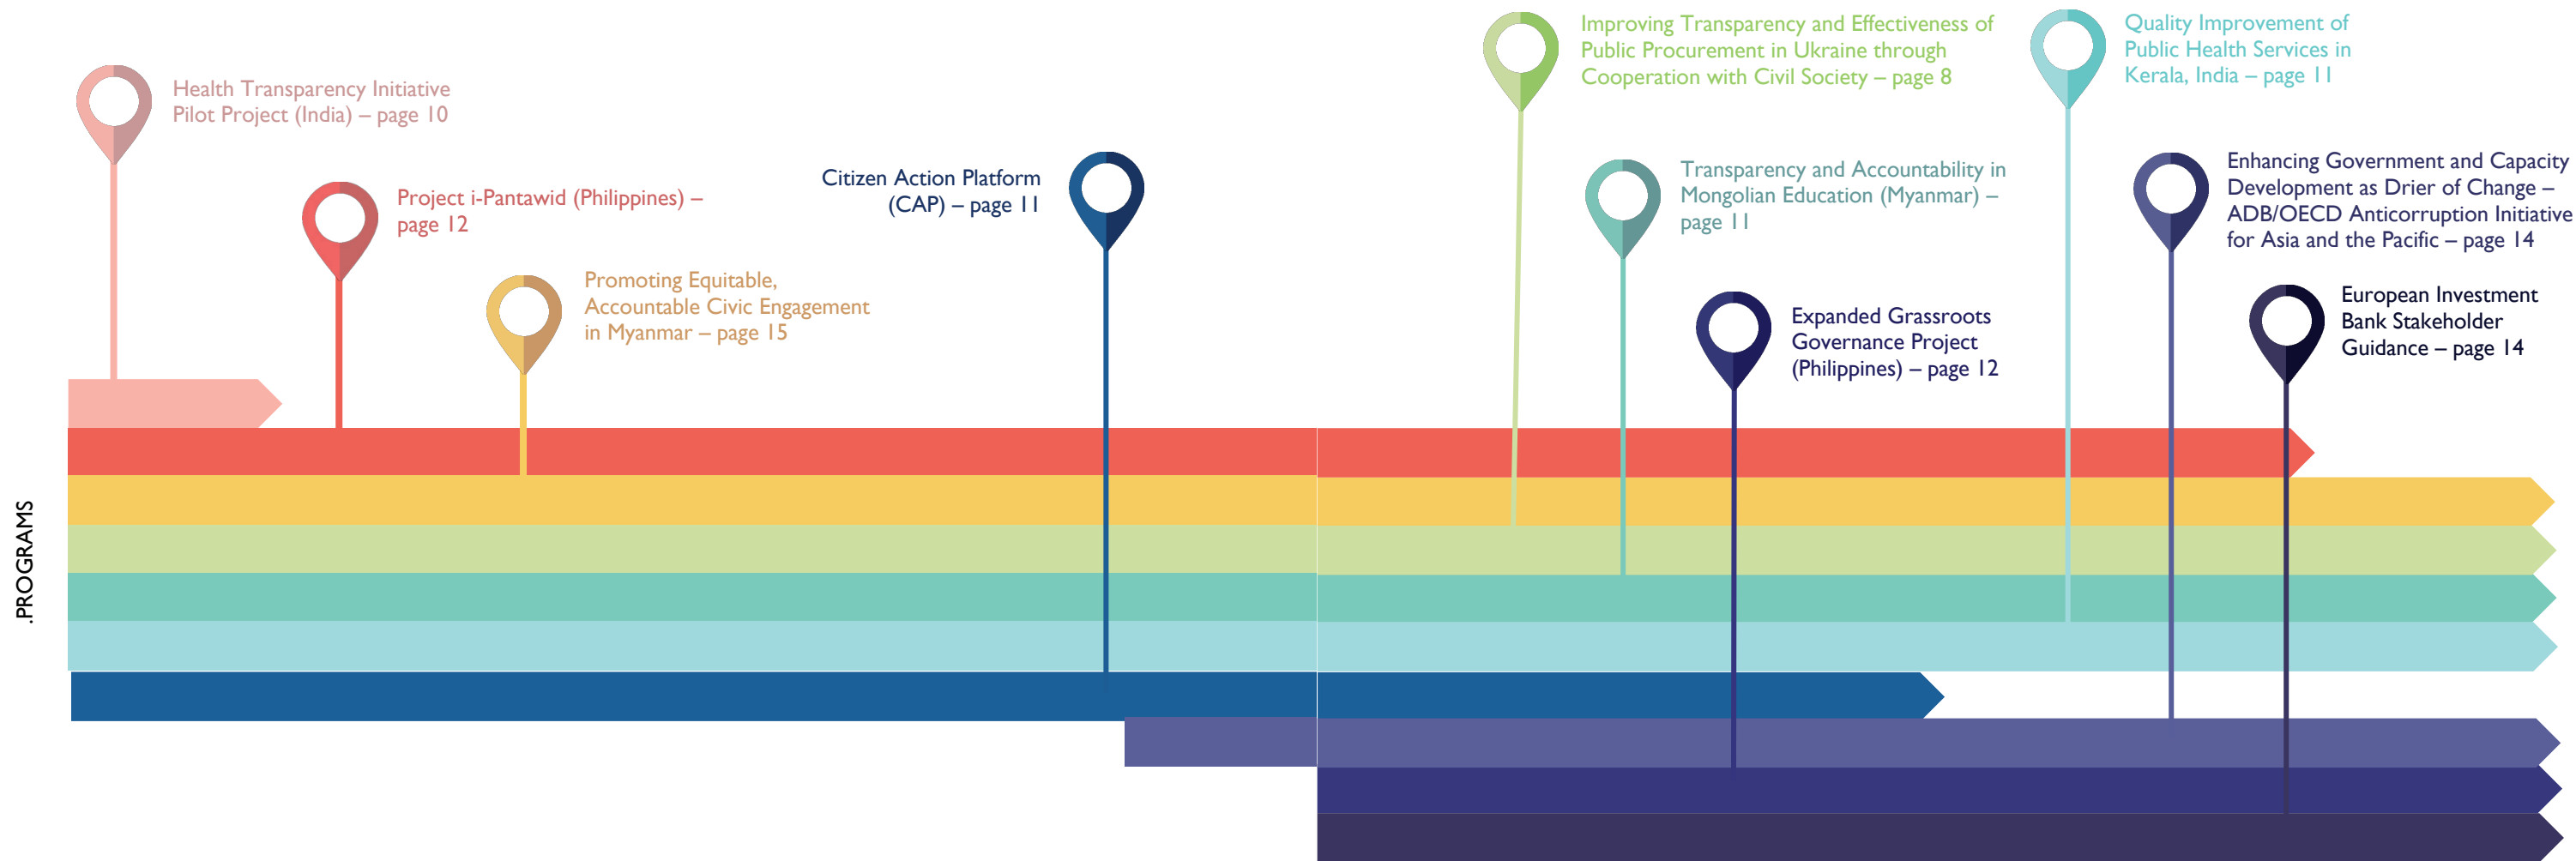 Health Transparency Initiative
Pilot Project (India) – page 10
Project i-Pantawid (Philippines) –
page 12
Promoting Equitable,
Accountable Civic Engagement
in Myanmar – page 15
Citizen Action Platform
(CAP) – page 11
Improving Transparency and Effectiveness of
Public Procurement in Ukraine through
Cooperation with Civil Society – page 8
Transparency and Accountability in
Mongolian Education (Myanmar) –
page 11
Expanded Grassroots
Governance Project
(Philippines) – page 12
Quality Improvement of
Public Health Services in
Kerala, India – page 11
Enhancing Government and Capacity
Development as Drier of Change –
ADB/OECD Anticorruption Initiative
for Asia and the Pacific – page 14
European Investment
Bank Stakeholder
Guidance – page 14
.PROGRAMS